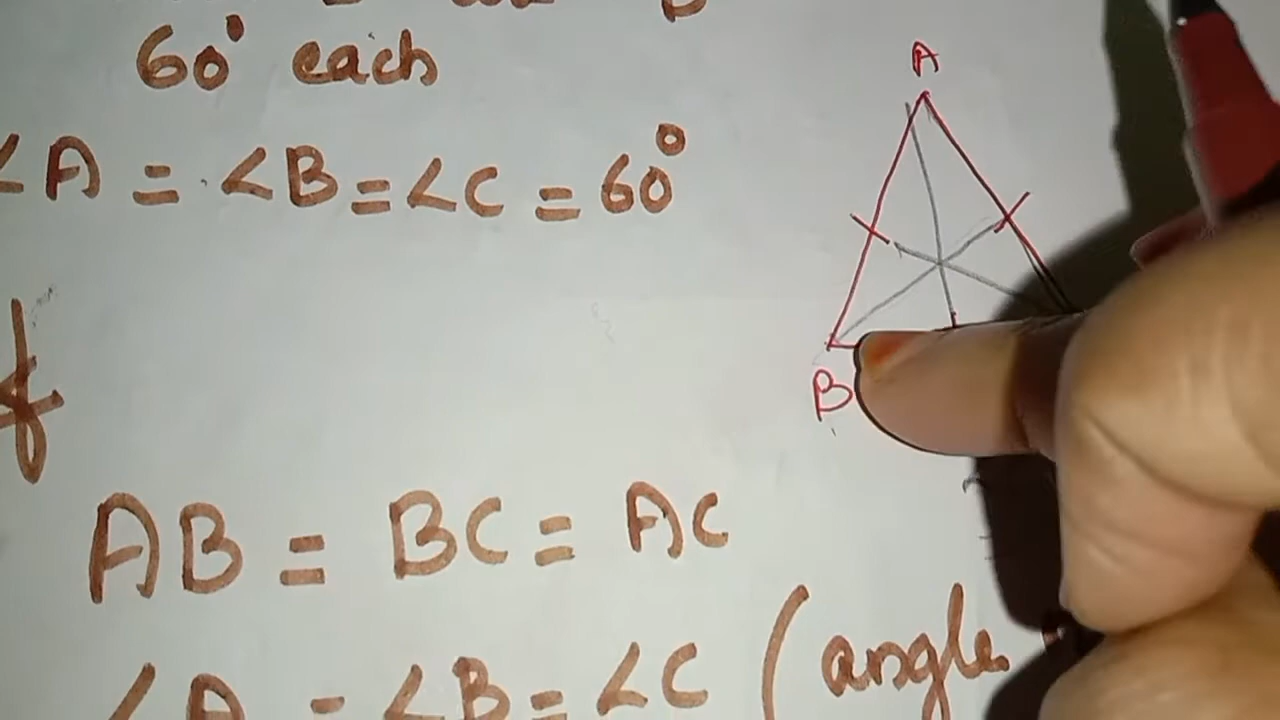 60° each
∠A = ∠B = ∠C = 60°
A
B
AB = BC = AC
∠A = ∠B = ∠C (angle